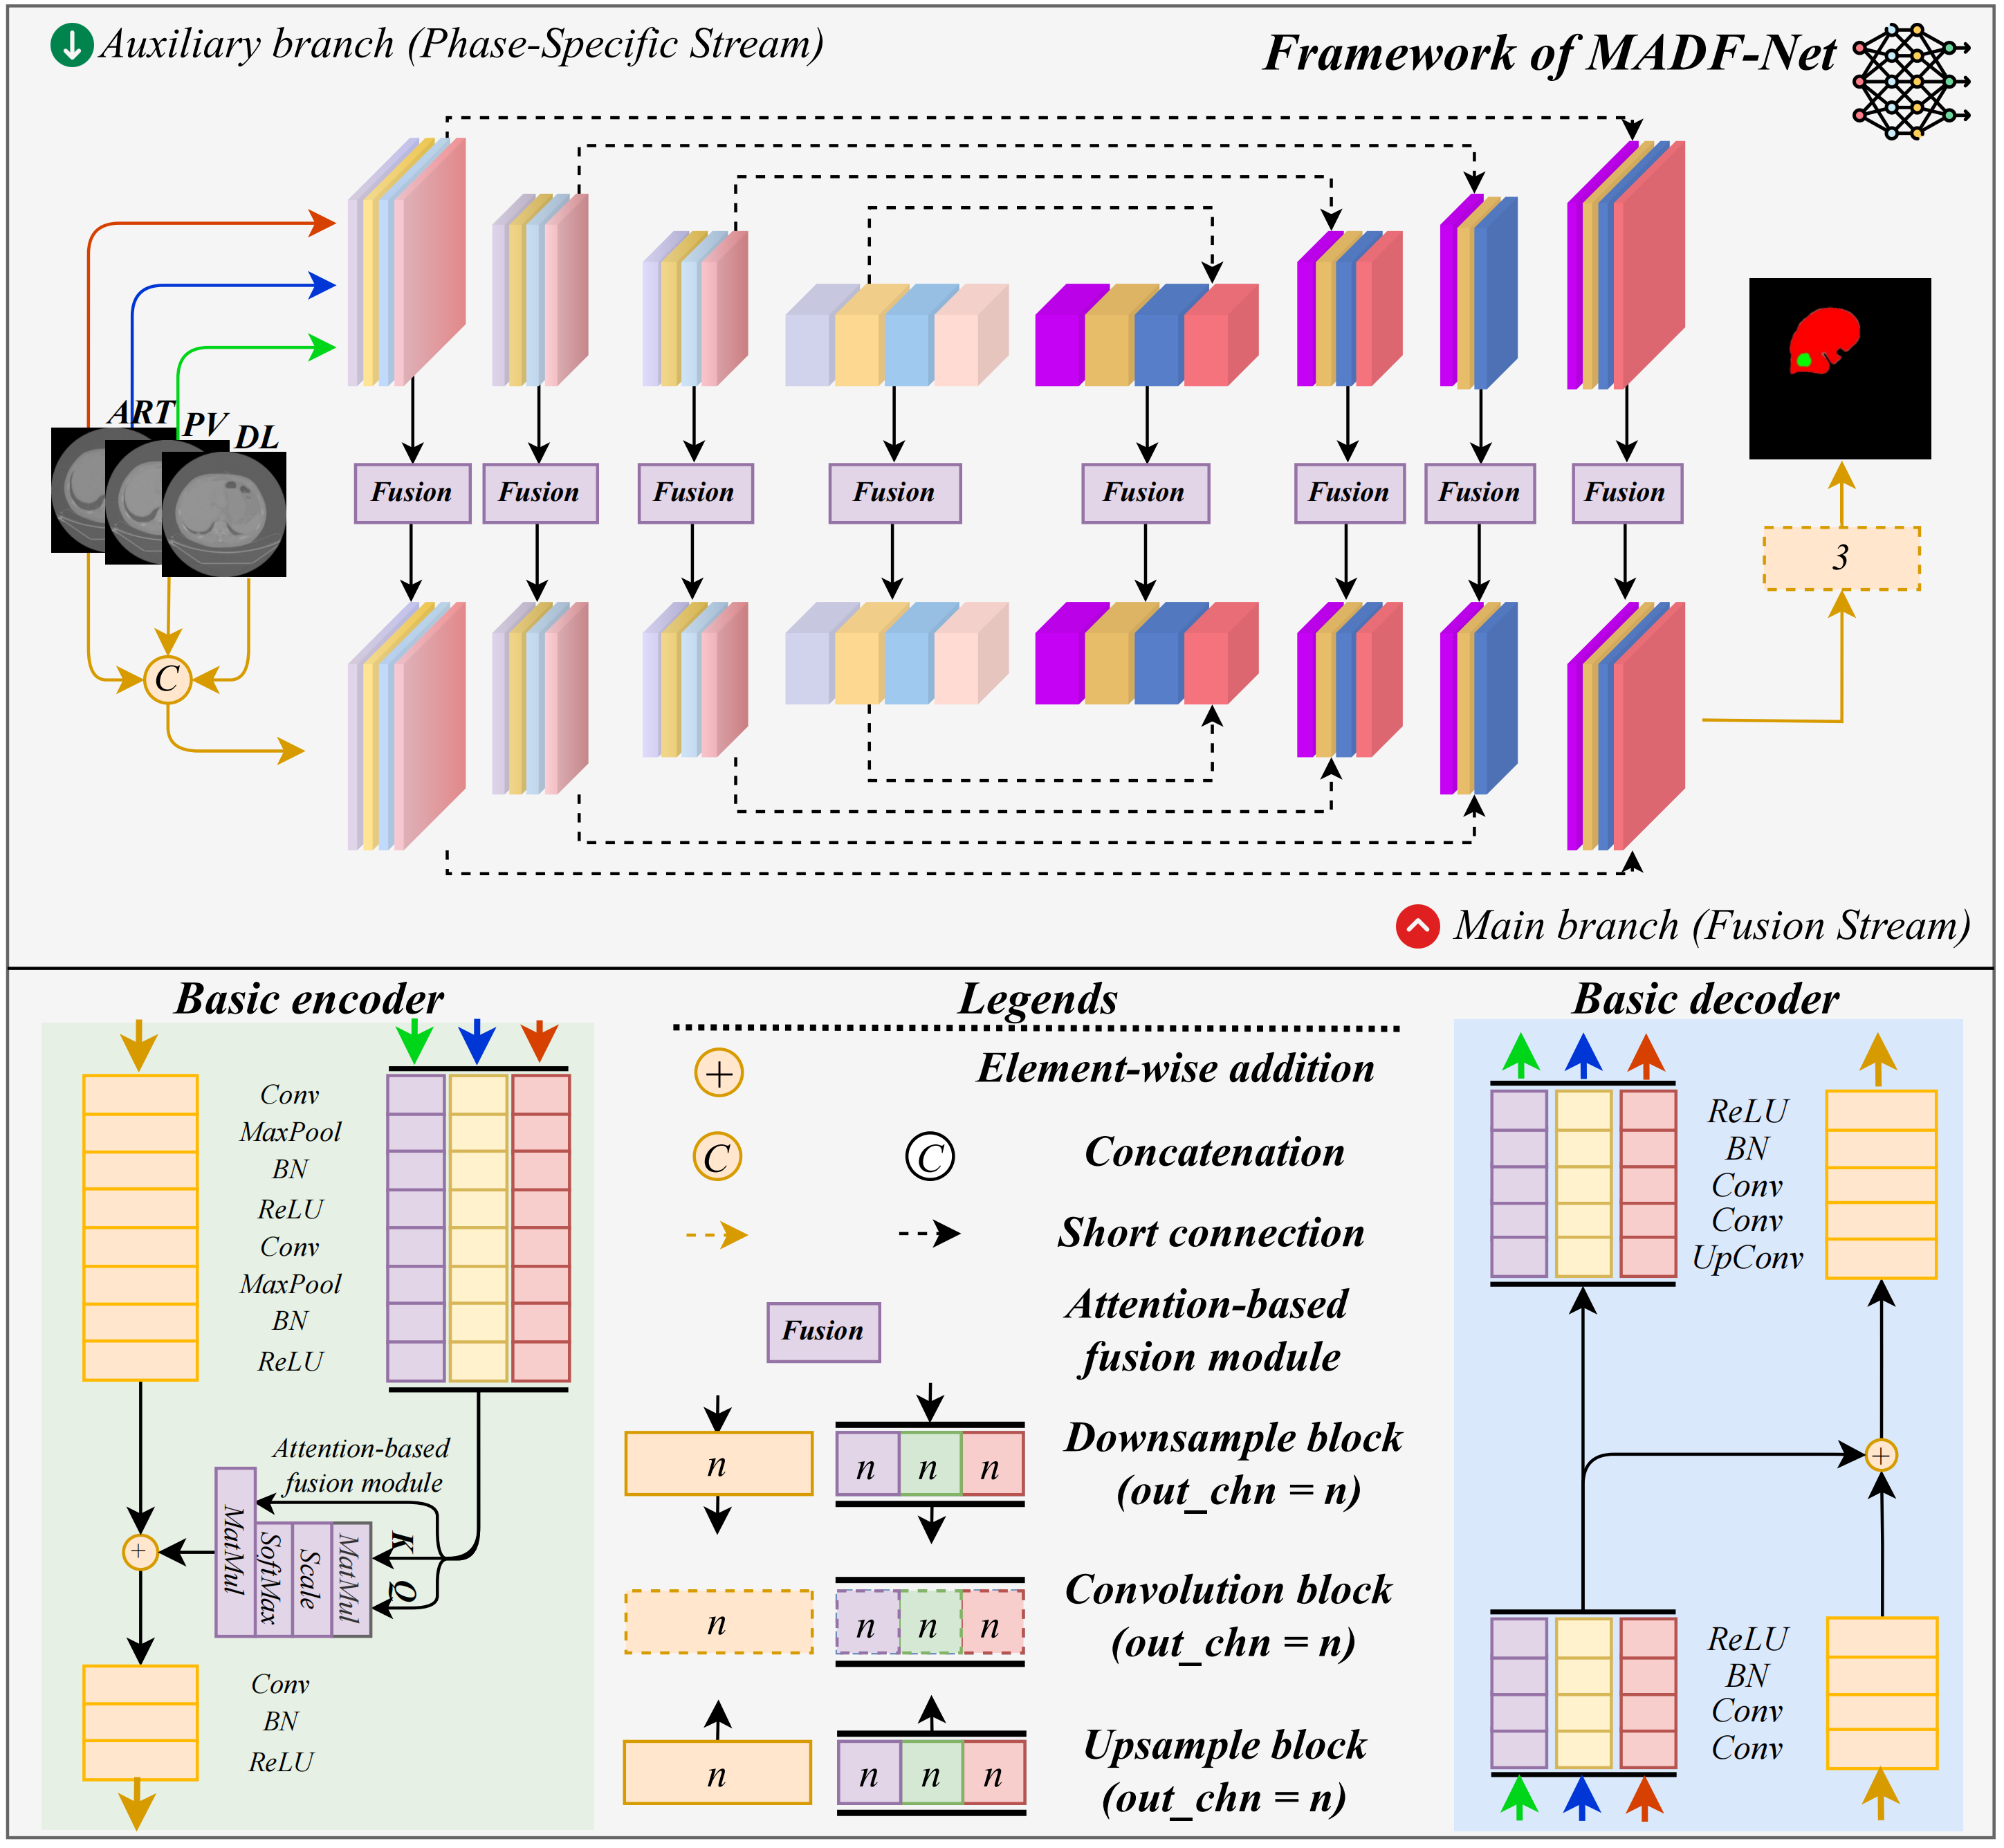 Auxiliary branch (Phase-Specific Stream)
Framework of MADF-Net
ART
PV
DL
Fusion
Fusion
Fusion
Fusion
Fusion
Fusion
Fusion
Fusion
3
C
Main branch (Fusion Stream)
Basic encoder
Conv
MaxPool
BN
ReLU
Conv
MaxPool
BN
ReLU
Attention-based
fusion module
MatMul
SoftMax
Scale
MatMul
K
Q
+
Conv
BN
ReLU
Legends
+ Element-wise addition
C C Concatenation
Short connection
Fusion
Attention-based
fusion module
n n n n
Downsample block
(out_chn = n)
n n n n
Convolution block
(out_chn = n)
n n n n
Upsample block
(out_chn = n)
Basic decoder
ReLU
BN
Conv
Conv
UpConv
+
ReLU
BN
Conv
Conv